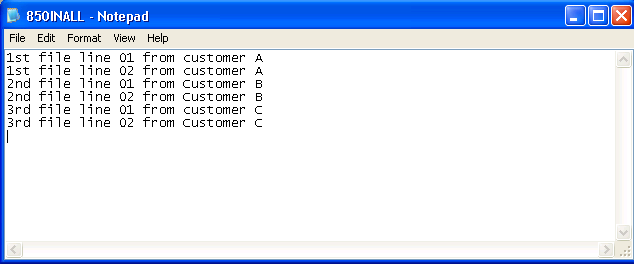 850INALL - Notepad
File Edit Format View Help
1st file line 01 from customer A
1st file line 02 from customer A
2nd file line 01 from Customer B
2nd file line 02 from Customer B
3rd file line 01 from Customer C
3rd file line 02 from Customer C